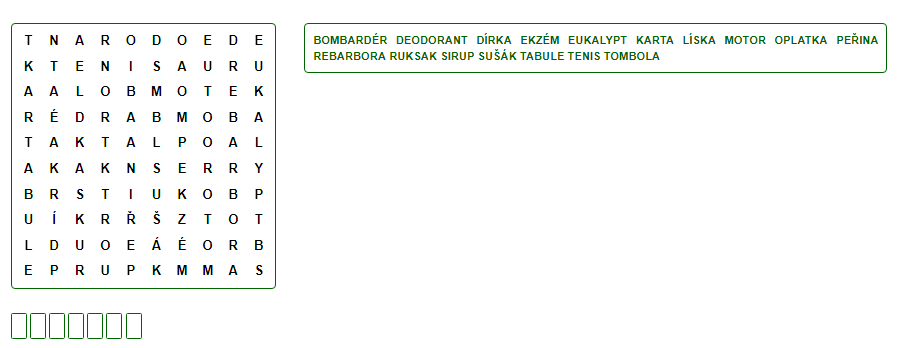 T N A R O D O E D E
K T E N I S A U R U
A A L O B M O T E K
R É D R A B M O B A
T A K T A L P O A L
A K A K N S E R R Y
B R S T I U K O B P
U Í K R Ř Š Z T O T
L D U O E Á É O R B
E P R U P K M M A S
BOMBARDÉR DEODORANT DÍRKA EKZÉM EUKALYPT KARTA LÍSKA MOTOR OPLATKA PEŘINA
REBARBORA RUKSAK SIRUP SUŠÁK TABULE TENIS TOMBOLA